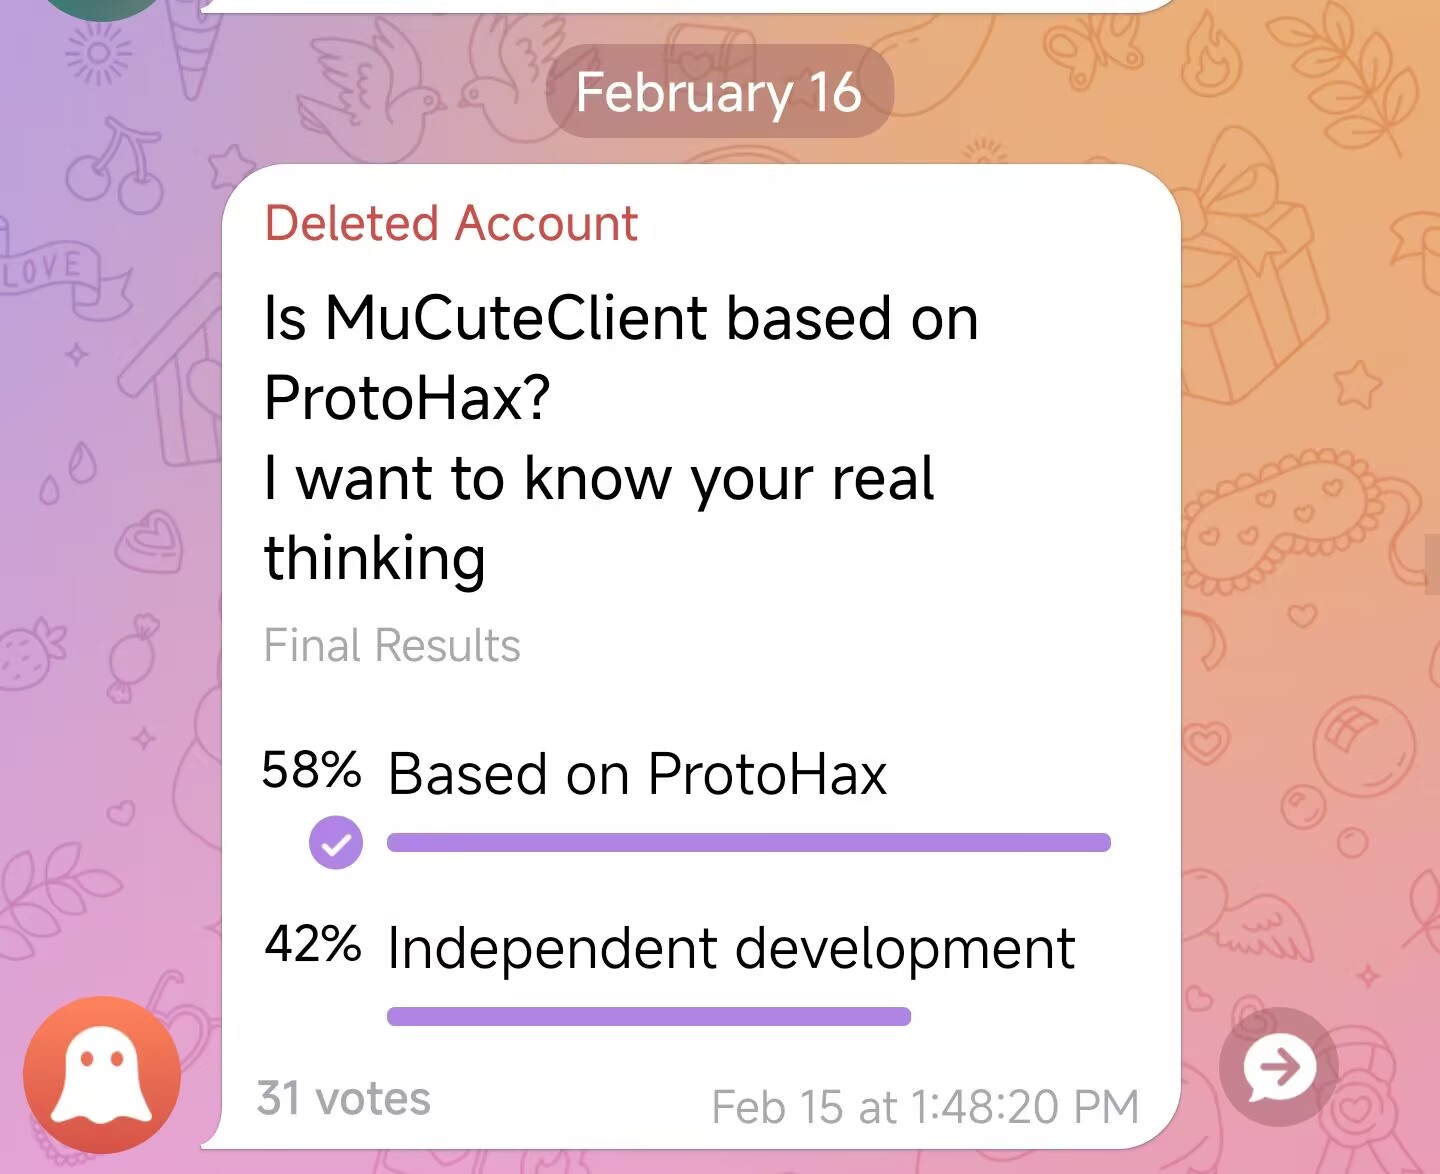 February 16
LOVE
Deleted Account
Is MuCuteClient based on
ProtoHax?
I want to know your real
thinking
Final Results
58% Based on ProtoHax
42% Independent development
31 votes
Feb 15 at 1:48:20 PM